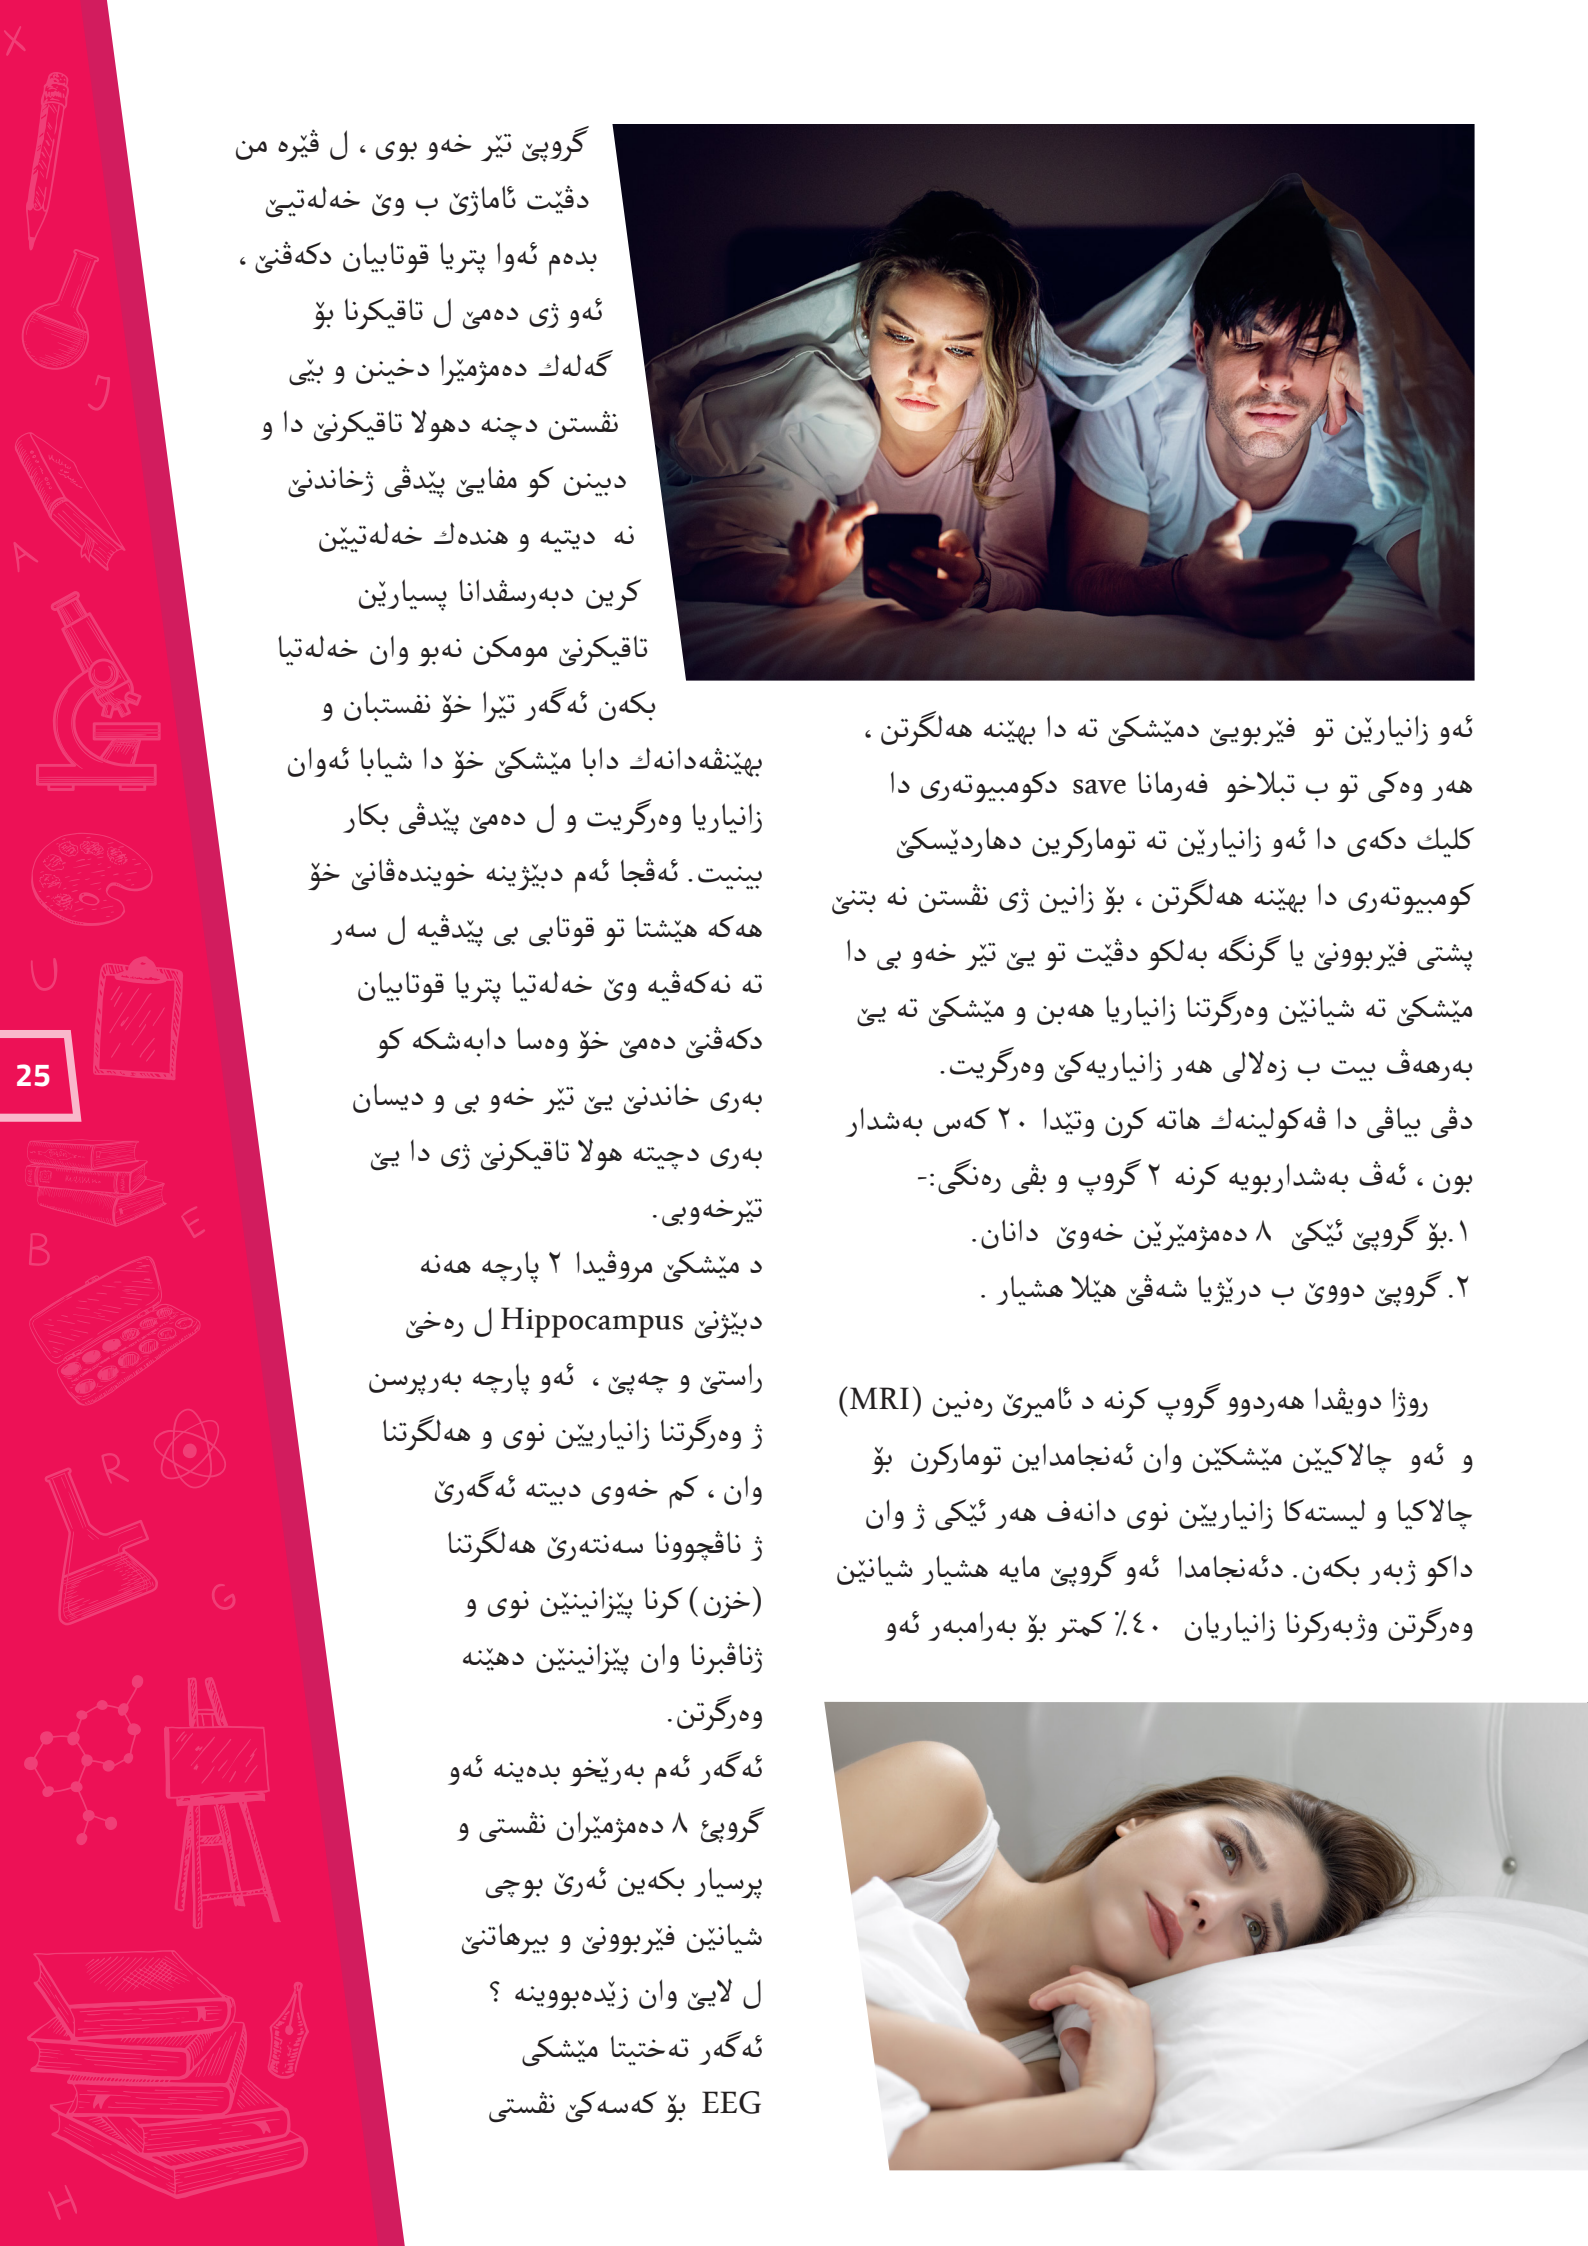 ئەو زانیارێن تو فێربویێ دمێشکێ تە دا بهێنە هەلگرتن ،
هەر وەکی تو ب تبلاخو فەرمانا save دکومبیوتەری دا
کلیك دکەی دا ئەو زانیارێن تە تومارکرین دهاردێسکێ
کومبیوتەری دا بهێنە هەلگرتن ، بۆ زانین ژی نڤستن نە بتنێ
پشتی فێربوونێ یا گرنگە بەلکو دڤێت تو یێ تێر خەو بی دا
مێشکێ تە شیانێن وەرگرتنا زانیاریا هەبن و مێشکێ تە یێ
بەرهەڤ بیت ب زەلالی هەر زانیاریەکێ وەرگریت.
دڤی بیاڤی دا ڤەکولینەك هاتە کرن وتێدا ٢٠ کەس بەشدار
بون ، ئەڤ بەشداربویە کرنە ٢ گروپ و بڤی رەنگی:-
١.بۆ گروپێ ئێکێ ٨ دەمژمێرێن خەوێ دانان.
٢. گروپێ دووێ ب درێژیا شەڤێ هێلا هشیار .
روژا دویڤدا هەردوو گروپ کرنە د ئامیرێ رەنین (MRI)
و ئەو چالاکیێن مێشکێن وان ئەنجامداین تومارکرن بۆ
چالاکیا و لیستەکا زانیاریێن نوی دانەف هەر ئێکی ژ وان
داکو ژبەر بکەن. دئەنجامدا ئەو گروپێ مایە هشیار شیانێن
وەرگرتن وژبەرکرنا زانیاریان ٤٠٪ کمتر بۆ بەرامبەر ئەو
گروپێ تێر خەو بوی ، ل ڤێرە من
دڤێت ئاماژێ ب وێ خەلەتیێ
بدەم ئەوا پتریا قوتابیان دکەڤنێ ،
ئەو ژی دەمێ ل تاقیکرنا بۆ
گەلەك دەمژمێرا دخینن و بێی
نڤستن دچنە دهولا تاقیکرنێ دا و
دبینن کو مفایێ پێدڤی ژخاندنێ
نە دیتیە و هندەك خەلەتیێن
کرین دبەرسڤدانا پسیارێن
تاقیکرنێ مومکن نەبو وان خەلەتیا
بکەن ئەگەر تێرا خۆ نفستبان و
بهێنڤەدانەك دابا مێشکێ خۆ دا شیابا ئەوان
زانیاریا وەرگریت و ل دەمێ پێدڤی بکار
بینیت. ئەڤجا ئەم دبێژینە خویندەڤانێ خۆ
هەکە هێشتا تو قوتابی بی پێدڤیە ل سەر
تە نەکەڤیە وێ خەلەتیا پتریا قوتابیان
دکەڤنێ دەمێ خۆ وەسا دابەشکە کو
بەری خاندنێ یێ تێر خەو بی و دیسان
بەری دچیتە هولا تاقیکرنێ ژی دا یێ
تێرخەوبی.
د مێشکێ مروڤیدا ٢ پارچە هەنە
دبێژنێ Hippocampus ل رەخێ
راستێ و چەپێ ، ئەو پارچە بەرپرسن
ژ وەرگرتنا زانیاریێن نوی و هەلگرتنا
وان ، کم خەوی دبیتە ئەگەرێ
ژ ناڤچوونا سەنتەرێ هەلگرتنا
(خزن) کرنا پێزانینێن نوی و
ژناڤبرنا وان پێزانینێن دهێنە
وەرگرتن.
ئەگەر ئەم بەرێخو بدەینە ئەو
گروپئ ٨ دەمژمێران نڤستی و
پرسیار بکەین ئەرێ بوچی
شیانێن فێربوونێ و بیرهاتنێ
ل لایێ وان زێدەبووینە ؟
ئەگەر تەختیتا مێشکی
EEG بۆ کەسەکێ نڤستی
25